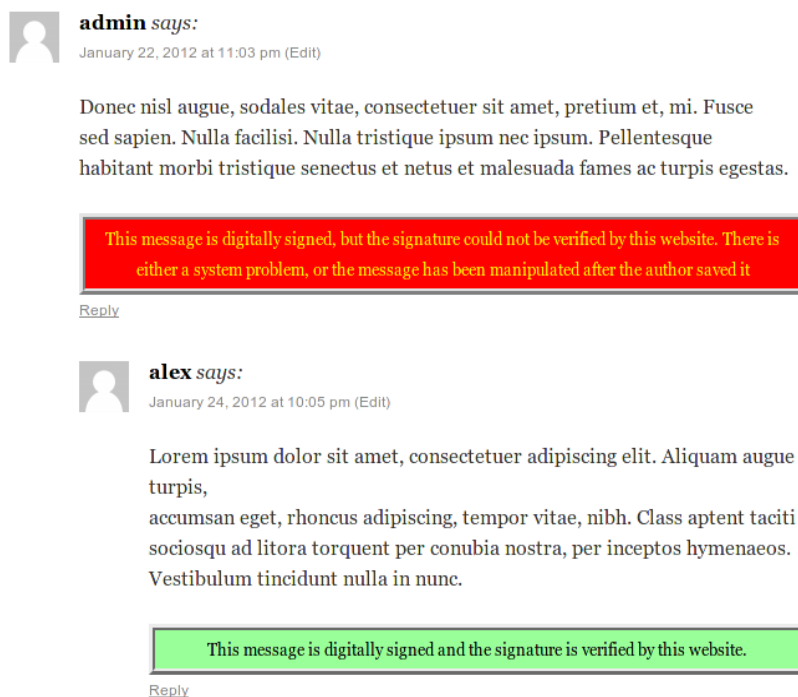 admin says:
January 22, 2012 at 11:03 pm (Edit)
Donec nisl augue, sodales vitae, consectetuer sit amet, pretium et, mi. Fusce
sed sapien. Nulla facilisi. Nulla tristique ipsum nec ipsum. Pellentesque
habitant morbi tristique senectus et netus et malesuada fames ac turpis egestas.
This message is digitally signed, but the signature could not be verified by this website. There is
either a system problem, or the message has been manipulated after the author saved it
Reply
alex says:
January 24, 2012 at 10:05 pm (Edit)
Lorem ipsum dolor sit amet, consectetuer adipiscing elit. Aliquam augue
turpis,
accumsan eget, rhoncus adipiscing, tempor vitae, nibh. Class aptent taciti
sociosqu ad litora torquent per conubia nostra, per inceptos hymenaeos.
Vestibulum tincidunt nulla in nunc.
This message is digitally signed and the signature is verified by this website.
Reply